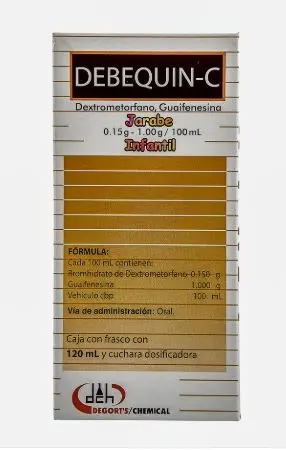 DEBEQUIN-C
Dextrometorfano, Guaifenesina
Jarabe
0.15g - 1.00g / 100mL
Infantil
FÓRMULA:
Cada 100 mL contienen:
Bromhidrato de Dextrometorfano 0.150 g
Guaifenesina 1.000 g
Vehículo cbp 100 mL
Vía de administración: Oral.
Caja con frasco con
120 mL y cuchara dosificadora
dch
DEGORT'S/CHEMICAL